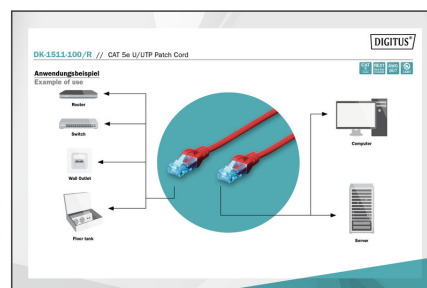 DIGITUS®
DK-1511-100/R // CAT 5e U/UTP Patch Cord
Anwendungsbeispiel
Example of use
Router
Switch
Wall Outlet
Floor tank
Computer
Server